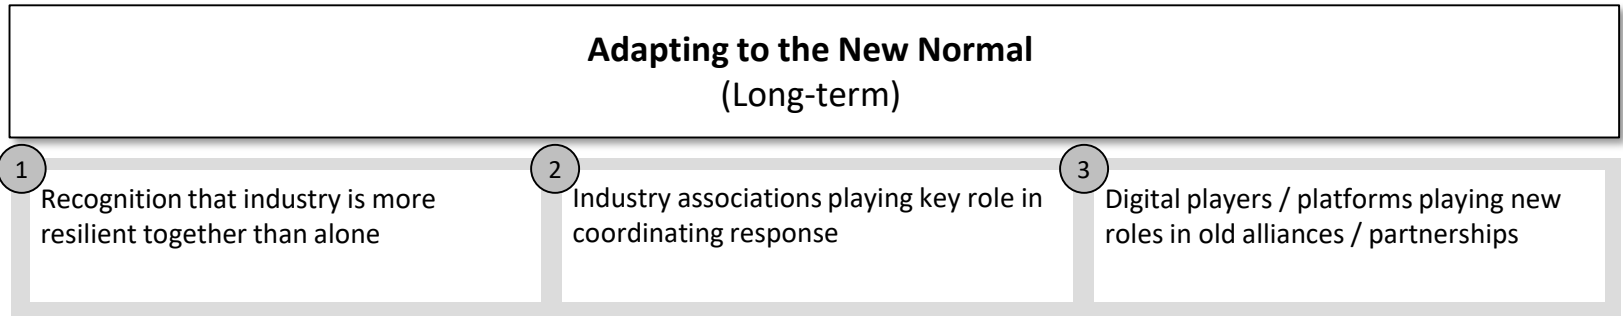 Adapting to the New Normal
(Long-term)
1
Recognition that industry is more
resilient together than alone
2
Industry associations playing key role in
coordinating response
3
Digital players / platforms playing new
roles in old alliances / partnerships